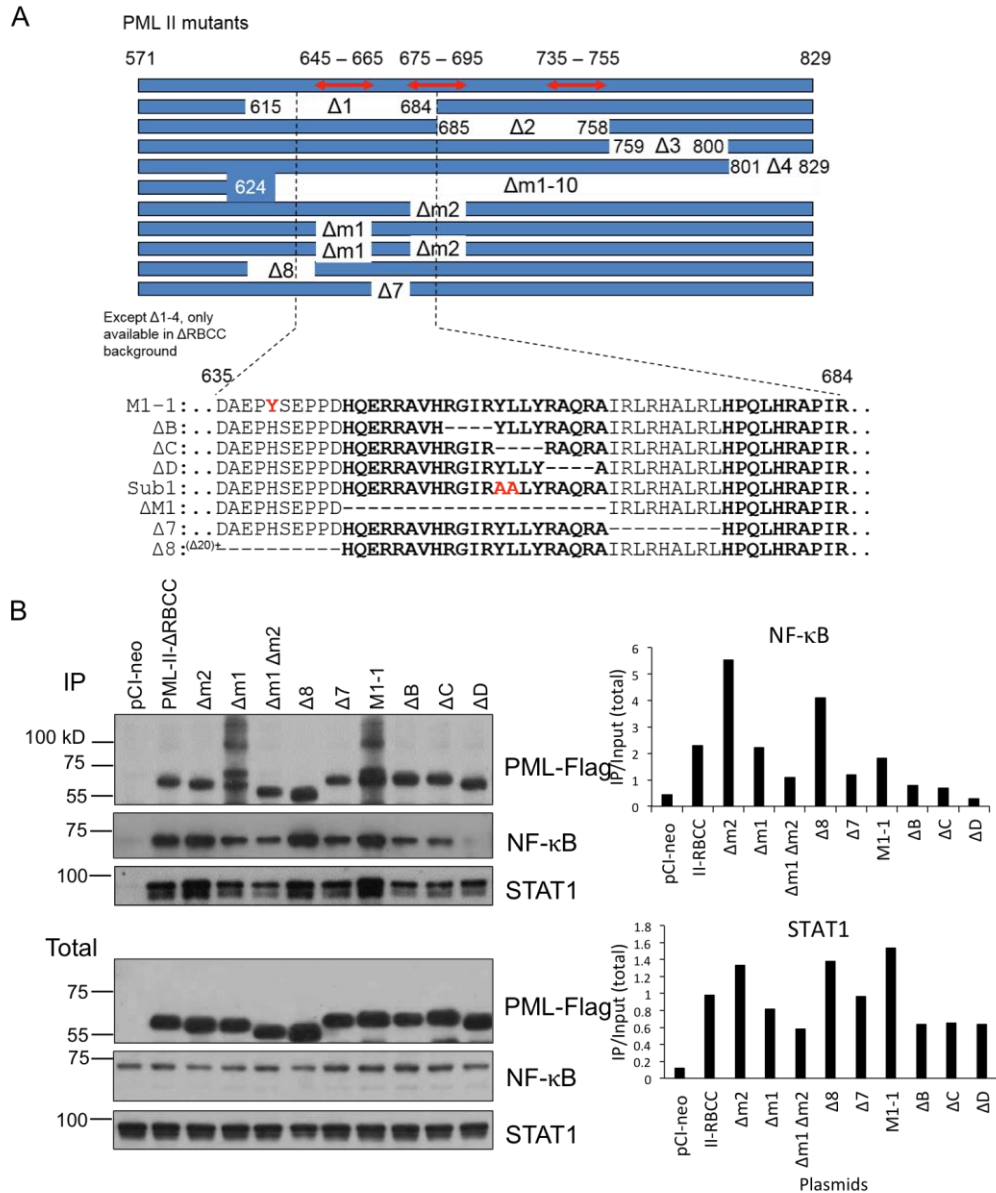 A
PML II mutants
571 645 – 665 675 – 695 735 – 755 829
615 Δ1 684
685 Δ2 758
759 Δ3 800
801 Δ4 829
624 Δm1-10
Δm2
Δm1
Δm1 Δm2
Δ8
Δ7
Except Δ1-4, only
available in ΔRBCC
background
635 684
M1-1:..DAEPYSEPPDHQERRAVHRGIRYLLYRAQRAIRLRHALRLHPQLHRAPIR..
ΔB:..DAEPHSEPPDHQERRAVH----YLLYRAQRAIRLRHALRLHPQLHRAPIR..
ΔC:..DAEPHSEPPDHQERRAVHRGIR----RAQRAIRLRHALRLHPQLHRAPIR..
ΔD:..DAEPHSEPPDHQERRAVHRGIRYLLY----AIRLRHALRLHPQLHRAPIR..
Sub1:..DAEPHSEPPDHQERRAVHRGIRAALYRAQRAIRLRHALRLHPQLHRAPIR..
ΔM1:..DAEPHSEPPD---------------------IRLRHALRLHPQLHRAPIR..
Δ7:..DAEPHSEPPDHQERRAVHRGIRYLLYRAQRA---------HPQLHRAPIR..
Δ8:(Δ20)+----------HQERRAVHRGIRYLLYRAQRAIRLRHALRLHPQLHRAPIR..
B
IP
pCI-neo
PML-II-ΔRBCC
Δm2
Δm1
Δm1 Δm2
Δ8
Δ7
M1-1
ΔB
ΔC
ΔD
100 kD
75
55
PML-Flag
75
NF-κB
100
STAT1
Total
75
55
PML-Flag
75
NF-κB
100
STAT1
NF-κB
IP/Input (total)
6
5
4
3
2
1
0
pCI-neo
II-RBCC
Δm2
Δm1
Δm1 Δm2
Δ8
Δ7
M1-1
ΔB
ΔC
ΔD
STAT1
IP/Input (total)
1.8
1.6
1.4
1.2
1
0.8
0.6
0.4
0.2
0
pCI-neo
II-RBCC
Δm2
Δm1
Δm1 Δm2
Δ8
Δ7
M1-1
ΔB
ΔC
ΔD
Plasmids